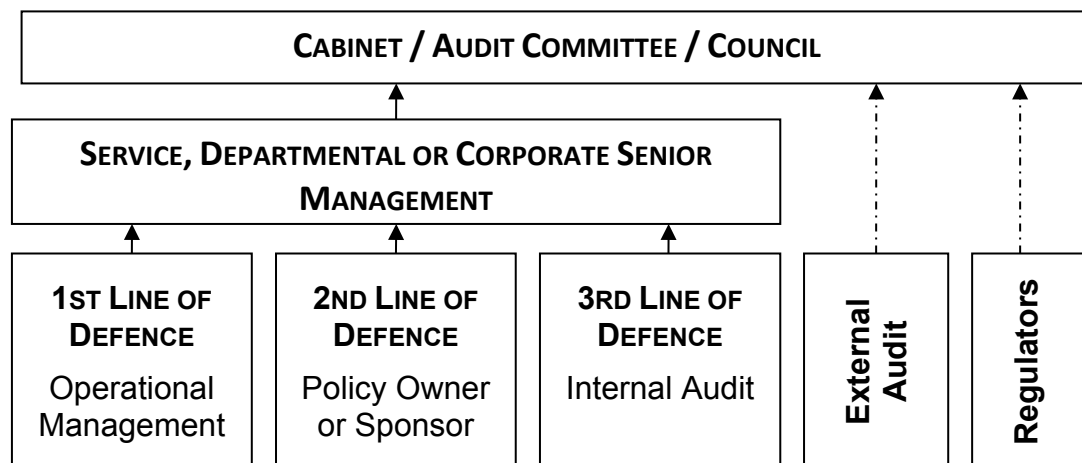 CABINET / AUDIT COMMITTEE / COUNCIL
SERVICE, DEPARTMENTAL OR CORPORATE SENIOR
MANAGEMENT
1ST LINE OF
DEFENCE
Operational
Management
2ND LINE OF
DEFENCE
Policy Owner
or Sponsor
3RD LINE OF
DEFENCE
Internal Audit
External
Audit
Regulators